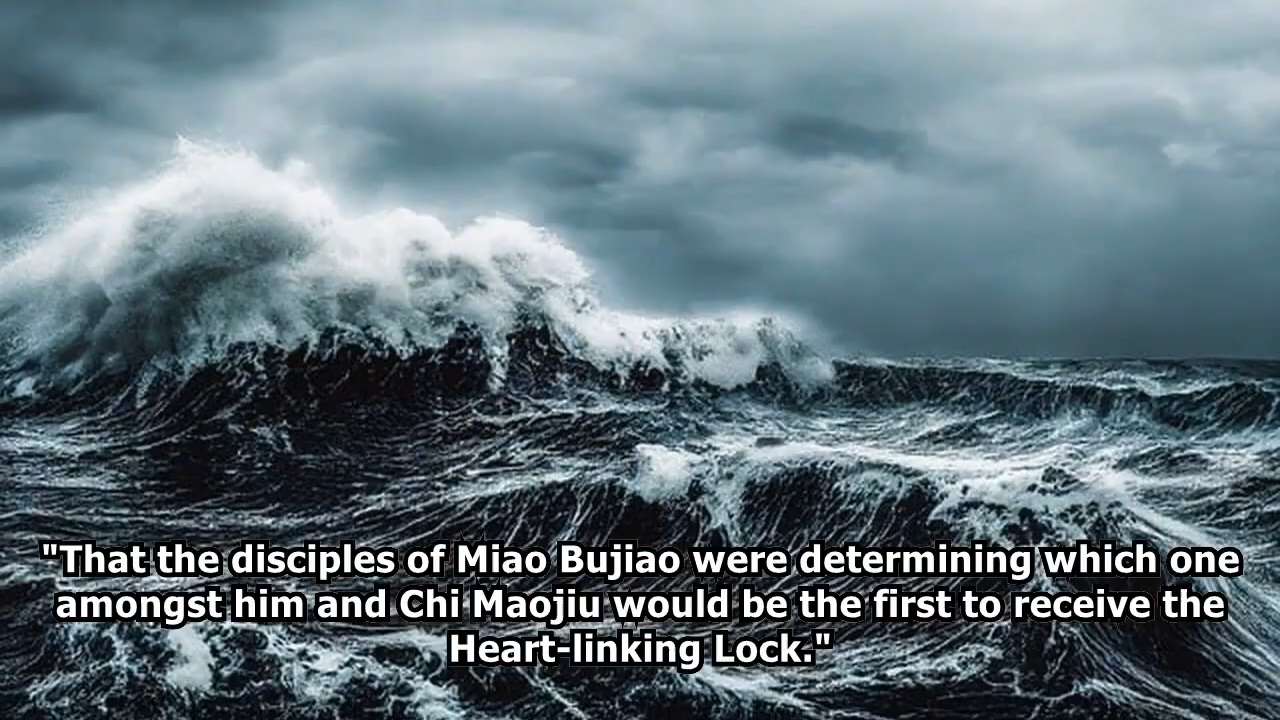 "That the disciples of Miao Bujiao were determining which one
amongst him and Chi Maojiu would be the first to receive the
Heart-linking Lock."